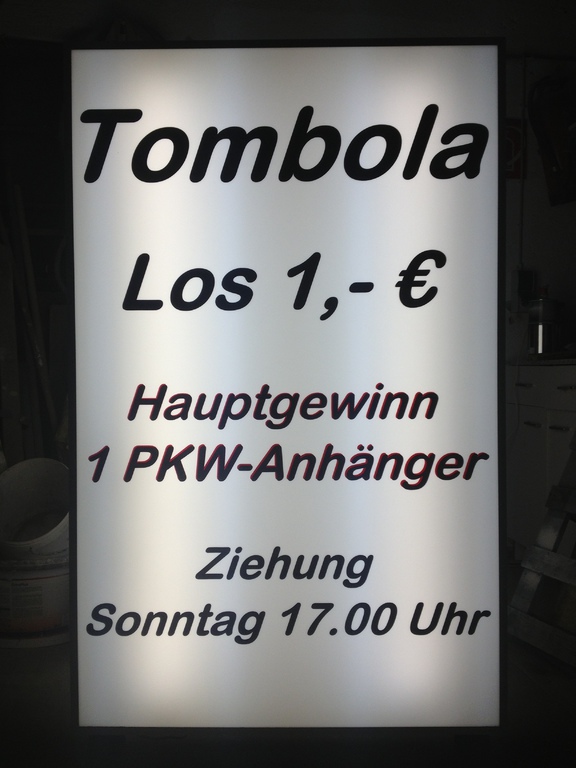 Tombola
Los 1,- €
Hauptgewinn
1 PKW-Anhänger
Ziehung
Sonntag 17.00 Uhr